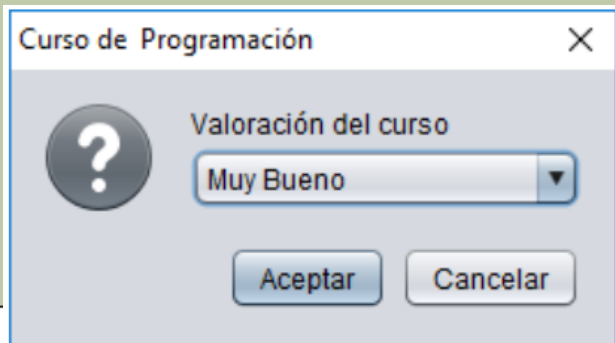 Curso de Programación
Valoración del curso
Muy Bueno
Aceptar Cancelar